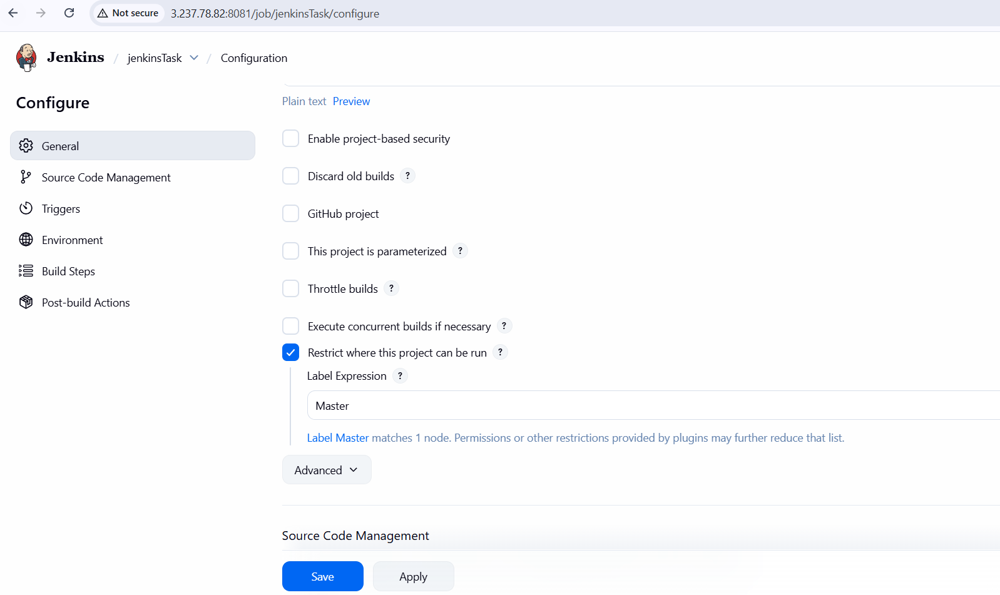 Not secure 3.237.78.82:8081/job/jenkinsTask/configure
Jenkins / jenkinsTask / Configuration
Configure
General
Source Code Management
Triggers
Environment
Build Steps
Post-build Actions
Plain text Preview
Enable project-based security
Discard old builds ?
GitHub project
This project is parameterized ?
Throttle builds ?
Execute concurrent builds if necessary ?
Restrict where this project can be run ?
Label Expression ?
Master
Label Master matches 1 node. Permissions or other restrictions provided by plugins may further reduce that list.
Advanced
Source Code Management
Save Apply